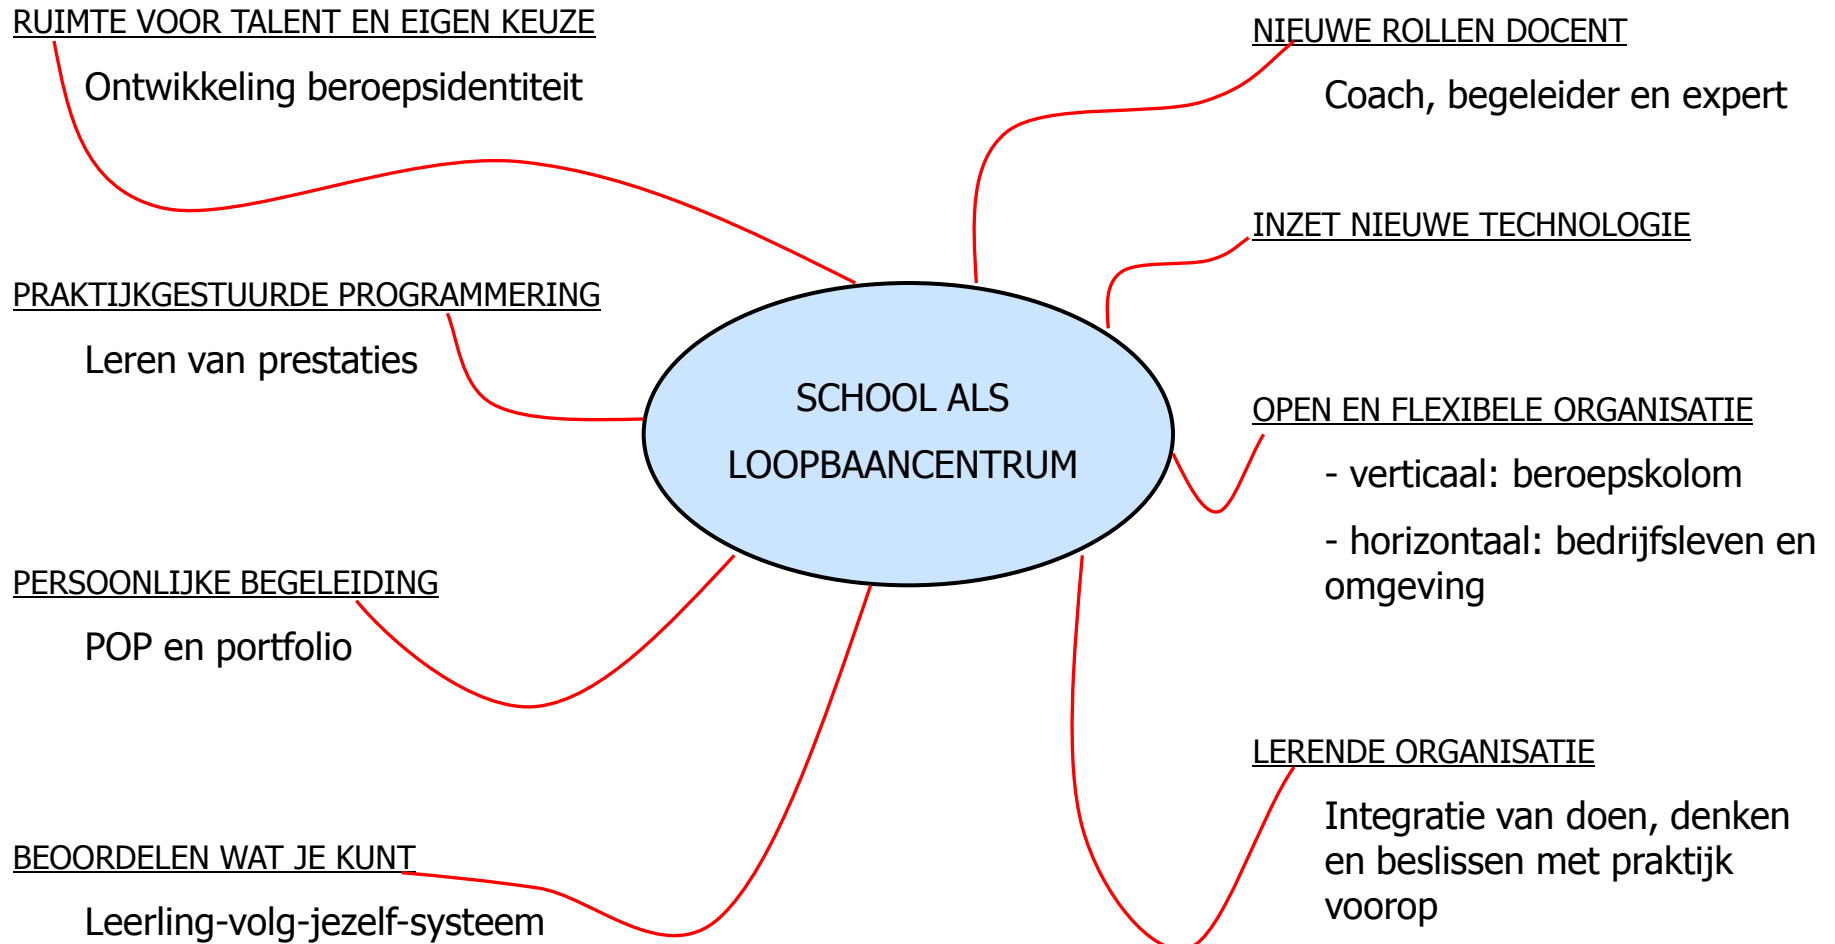 RUIMTE VOOR TALENT EN EIGEN KEUZE
Ontwikkeling beroepsidentiteit
PRAKTIJKGESTUURDE PROGRAMMERING
Leren van prestaties
PERSOONLIJKE BEGELEIDING
POP en portfolio
BEOORDELEN WAT JE KUNT
Leerling-volg-jezelf-systeem
SCHOOL ALS
LOOPBAANCENTRUM
NIEUWE ROLLEN DOCENT
Coach, begeleider en expert
INZET NIEUWE TECHNOLOGIE
OPEN EN FLEXIBELE ORGANISATIE
- verticaal: beroepskolom
- horizontaal: bedrijfsleven en
omgeving
LERENDE ORGANISATIE
Integratie van doen, denken
en beslissen met praktijk
voorop